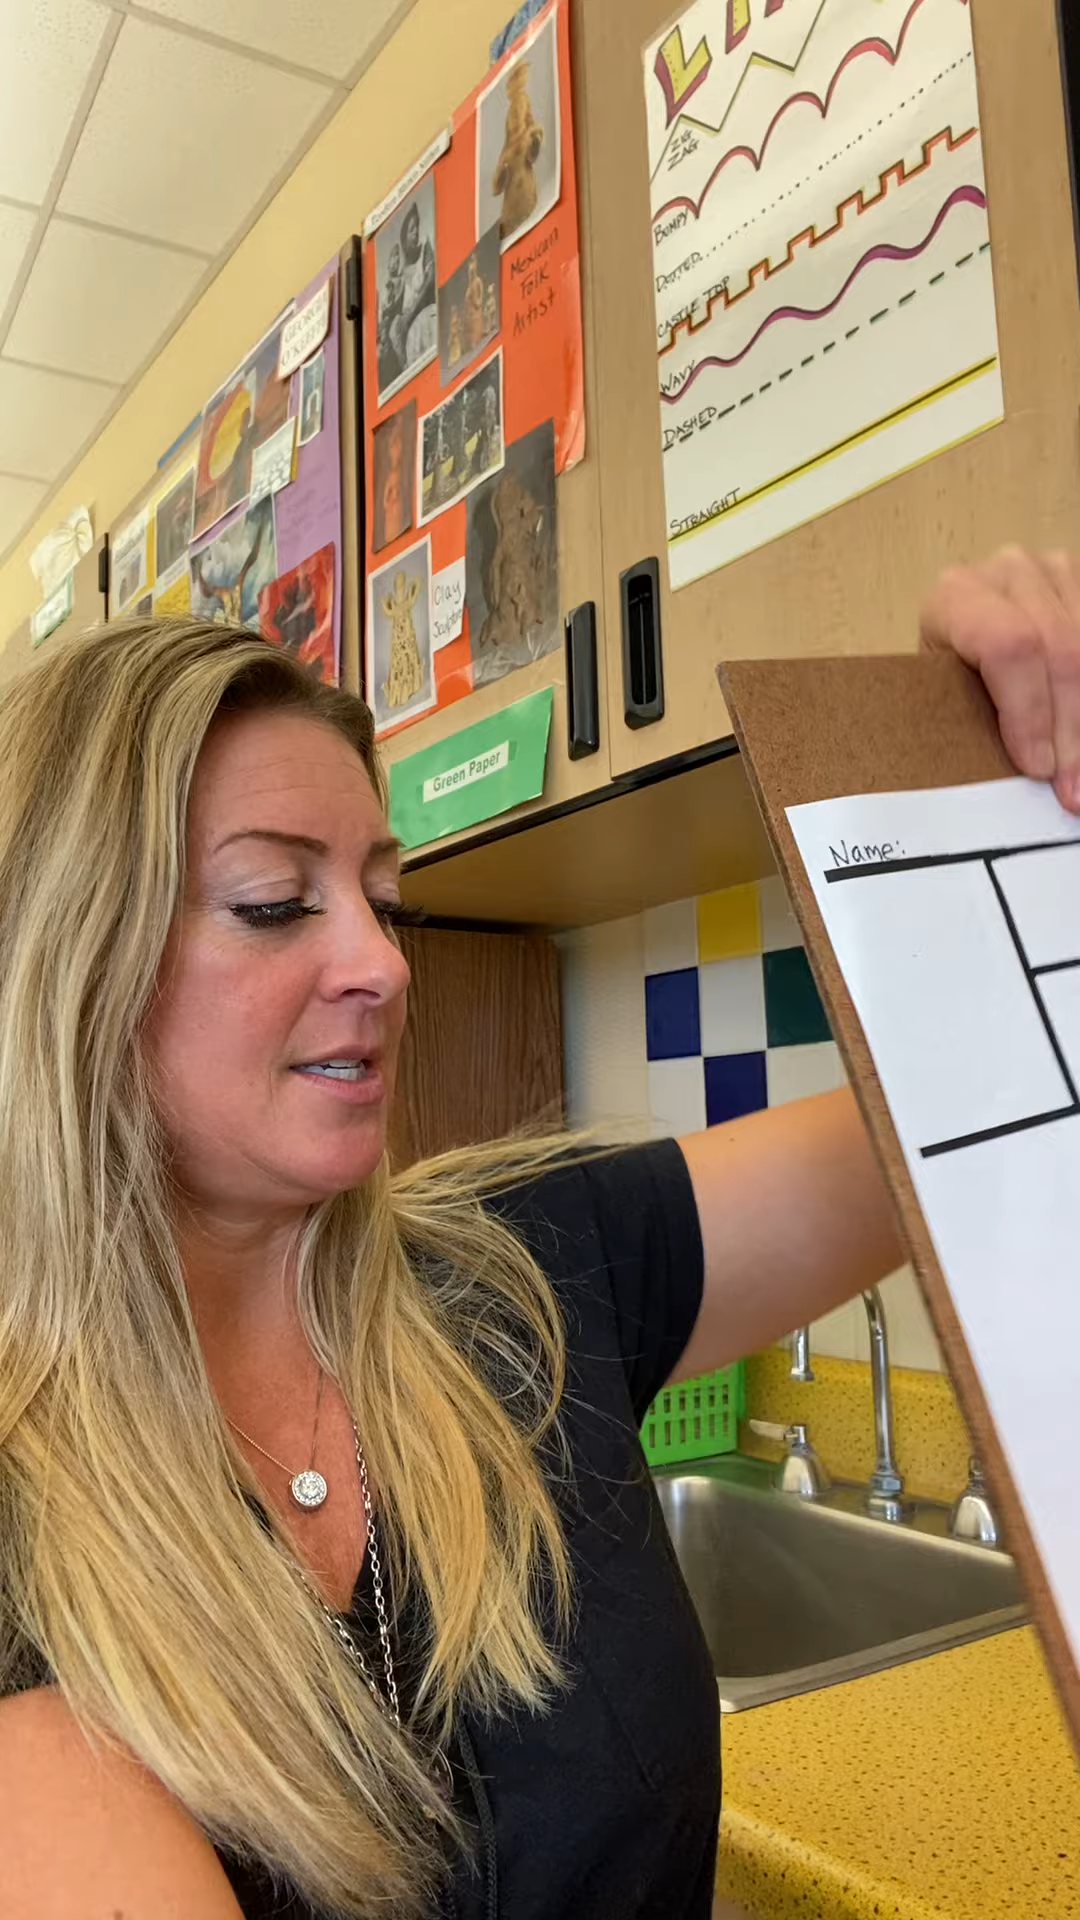 LIN
ZIG
ZAG
BUMPY
DOTTED
CASTLE TOP
WAVY
DASHED
STRAIGHT
Mexican
Folk
Artist
GEORGIA
O'KEEFFE
Clay
Sculpture
Green Paper
Name: